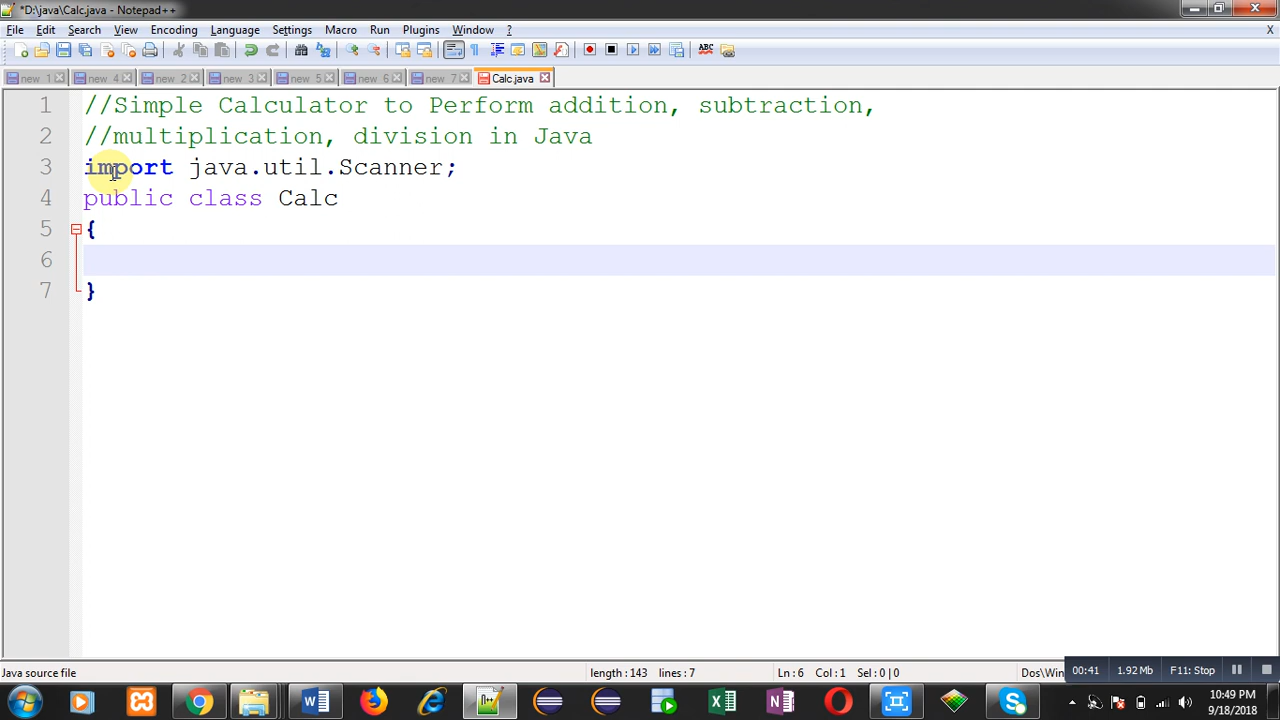 *D:\java\Calc.java - Notepad++
File Edit Search View Encoding Language Settings Macro Run Plugins Window ? X
new 1 new 4 new 2 new 3 new 5 new 6 new 7 Calc.java
1 //Simple Calculator to Perform addition, subtraction,
2 //multiplication, division in Java
3 import java.util.Scanner;
4 public class Calc
5 {
6
7 }
Java source file length : 143 lines : 7 Ln : 6 Col : 1 Sel : 0 | 0 Dos\Win 00:41 1.92 Mb F11: Stop
10:49 PM
9/18/2018